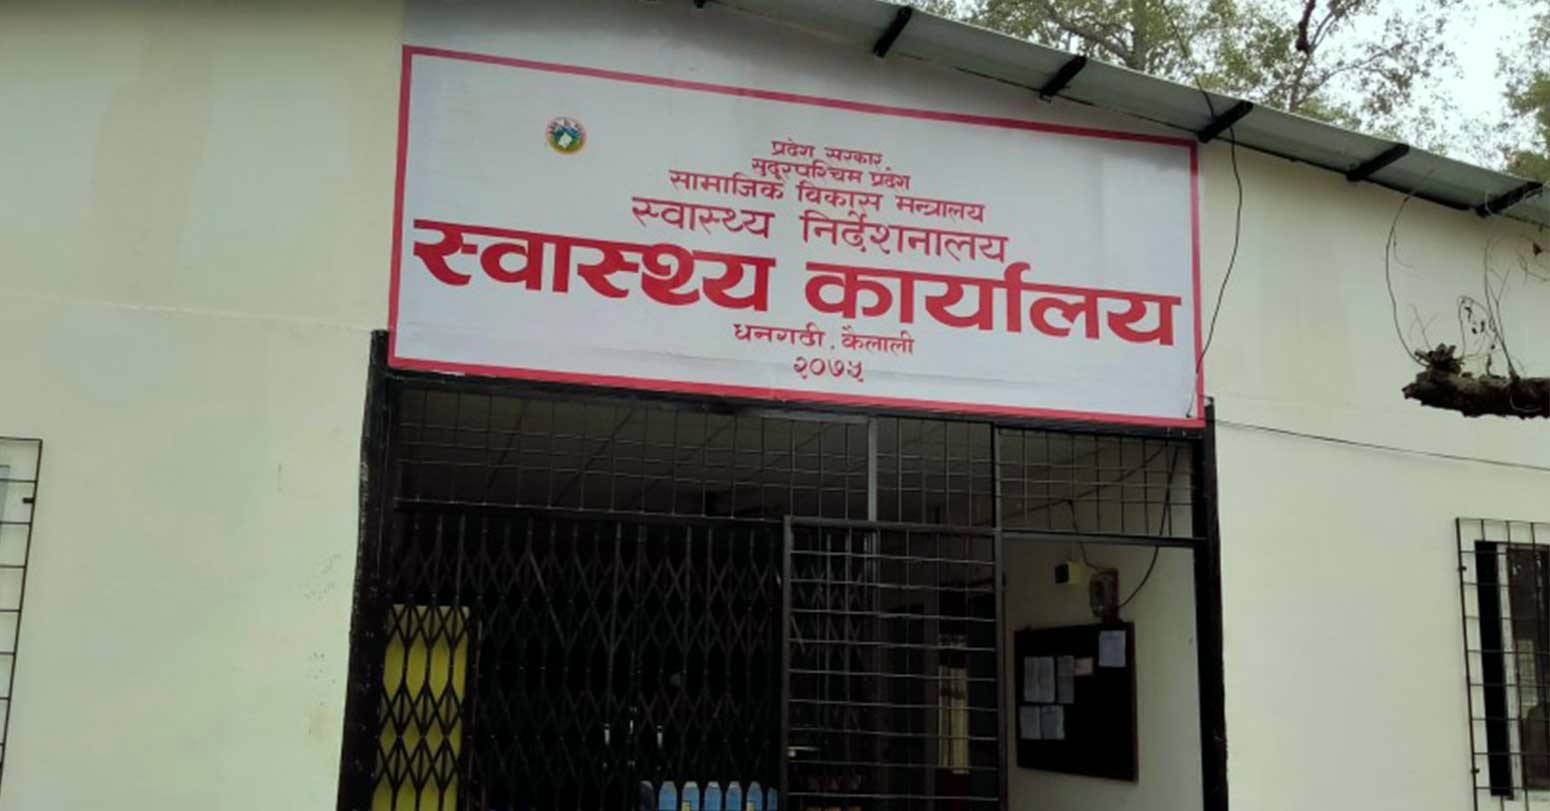 प्रदेश सरकार
सुदूरपश्चिम प्रदेश
सामाजिक विकास मन्त्रालय
स्वास्थ्य निर्देशनालय
स्वास्थ्य कार्यालय
धनगढी, कैलाली
२०७५